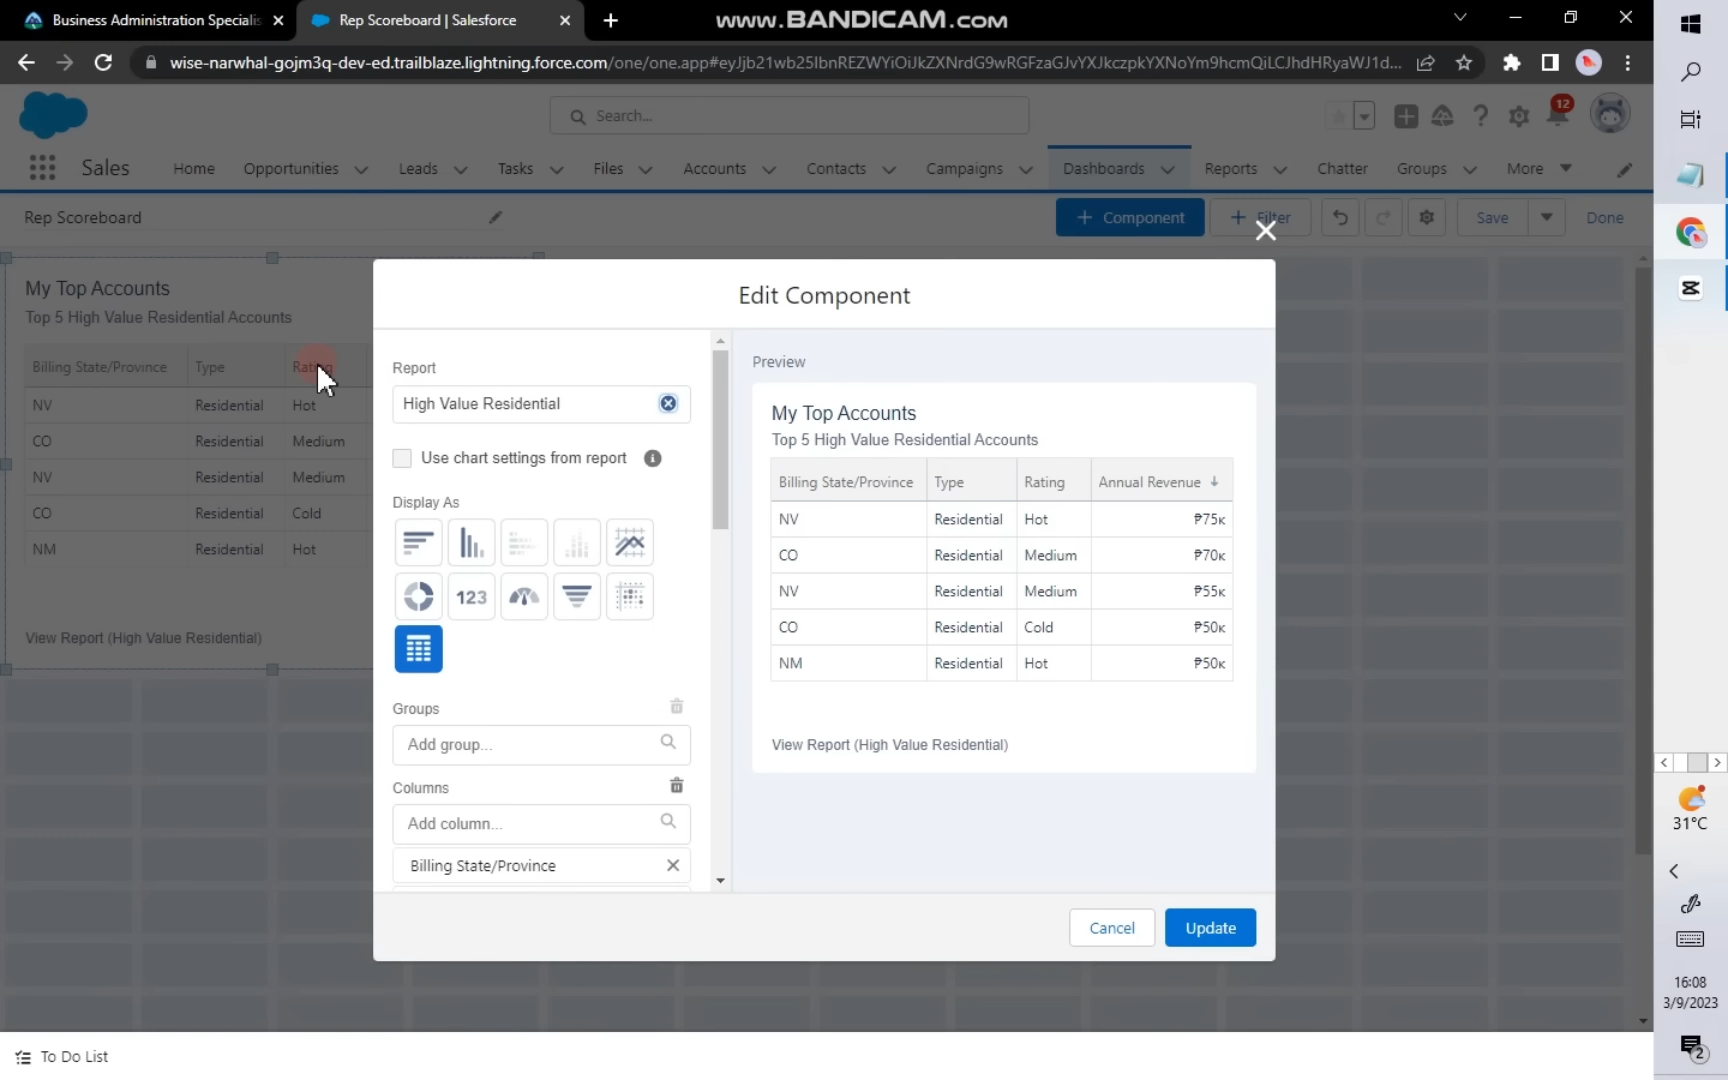 Business Administration Specialis
Rep Scoreboard | Salesforce
www.BANDICAM.com
wise-narwhal-gojm3q-dev-ed.trailblaze.lightning.force.com/one/one.app#eyJjb21wb25lbnREZWYiOiJkZXNrdG9wRGFzaGJvYXJkczpkYXNoYm9hcmQiLCJhdHRyaWJ1d...
Search...
12
Sales
Home
Opportunities
Leads
Tasks
Files
Accounts
Contacts
Campaigns
Dashboards
Reports
Chatter
Groups
More
Rep Scoreboard
+ Component
+ Filter
Save
Done
My Top Accounts
Top 5 High Value Residential Accounts
Billing State/Province Type Rating
NV Residential Hot
CO Residential Medium
NV Residential Medium
CO Residential Cold
NM Residential Hot
View Report (High Value Residential)
Edit Component
Report
High Value Residential
Use chart settings from report
Display As
123
Groups
Add group...
Columns
Add column...
Billing State/Province
Preview
My Top Accounts
Top 5 High Value Residential Accounts
Billing State/Province Type Rating Annual Revenue ↓
NV Residential Hot ₱75K
CO Residential Medium ₱70K
NV Residential Medium ₱55K
CO Residential Cold ₱50K
NM Residential Hot ₱50K
View Report (High Value Residential)
Cancel
Update
To Do List
31°C
16:08
3/9/2023
2